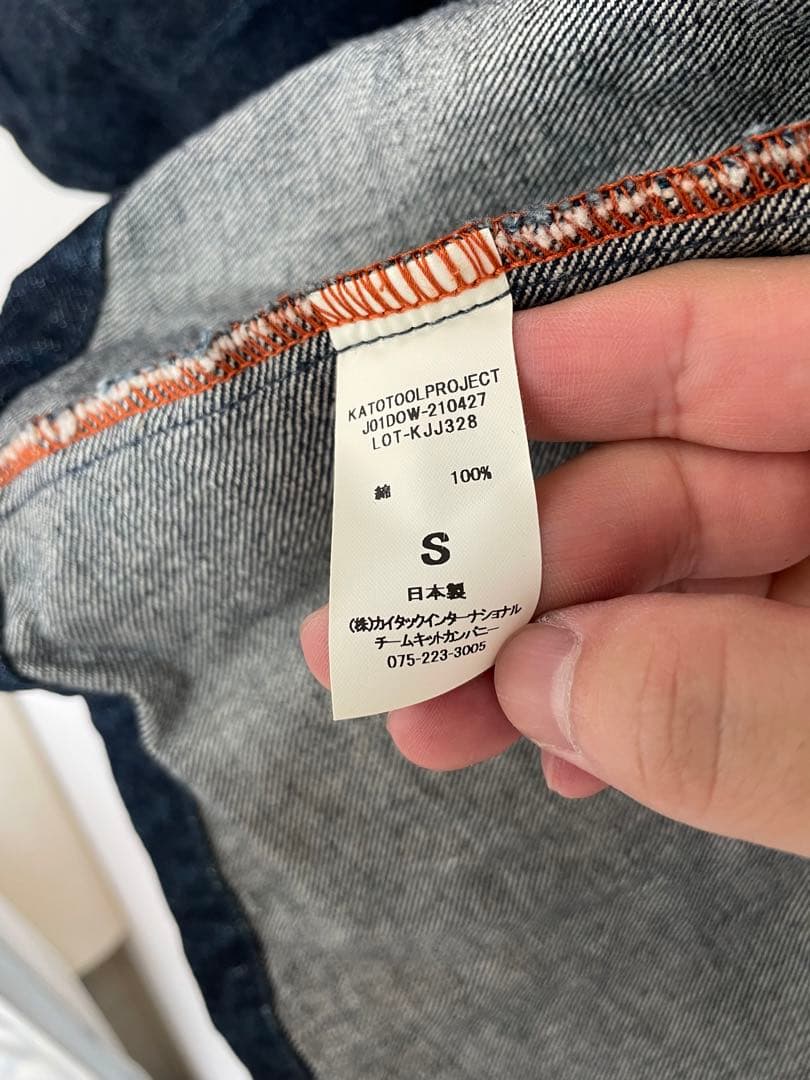 KATOTOOLPROJECT
J01DOW-210427
LOT-KJJ328
綿 100%
S
日本製
(株)カイタックインターナショナル
チームキットカンパニー
075-223-3005